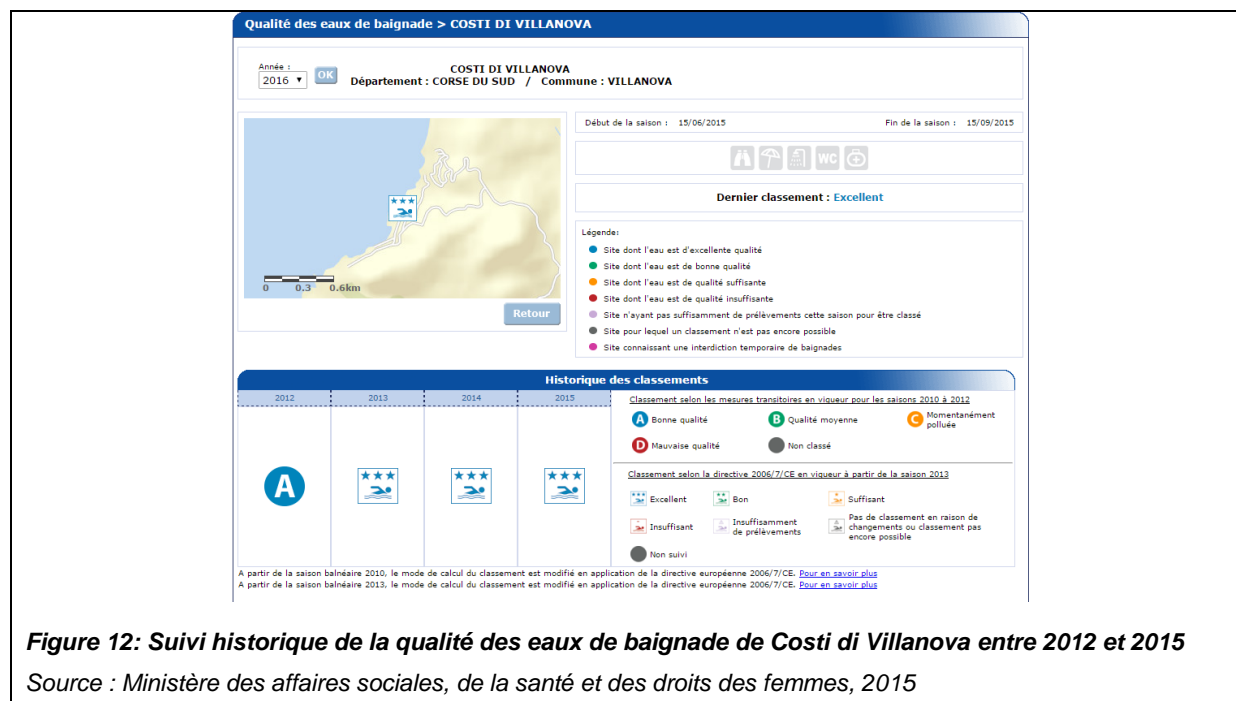 Qualité des eaux de baignade > COSTI DI VILLANOVA
Année :
2016
OK
COSTI DI VILLANOVA
Département : CORSE DU SUD / Commune : VILLANOVA
0 0.3 0.6km
Retour
Début de la saison : 15/06/2015 Fin de la saison : 15/09/2015
WC
Dernier classement : Excellent
Légende:
Site dont l'eau est d'excellente qualité
Site dont l'eau est de bonne qualité
Site dont l'eau est de qualité suffisante
Site dont l'eau est de qualité insuffisante
Site n'ayant pas suffisamment de prélèvements cette saison pour être classé
Site pour lequel un classement n'est pas encore possible
Site connaissant une interdiction temporaire de baignades
Historique des classements
2012 2013 2014 2015
A
Classement selon les mesures transitoires en viqueur pour les saisons 2010 à 2012
A Bonne qualité B Qualité moyenne C Momentanément
polluée
D Mauvaise qualité Non classé
Classement selon la directive 2006/7/CE en viqueur à partir de la saison 2013
Excellent Bon Suffisant
Insuffisant Insuffisamment
de prélèvements
Pas de classement en raison de
changements ou classement pas
encore possible
Non suivi
A partir de la saison balnéaire 2010, le mode de calcul du classement est modifié en application de la directive européenne 2006/7/CE. Pour en savoir plus
A partir de la saison balnéaire 2013, le mode de calcul du classement est modifié en application de la directive européenne 2006/7/CE. Pour en savoir plus
Figure 12: Suivi historique de la qualité des eaux de baignade de Costi di Villanova entre 2012 et 2015
Source : Ministère des affaires sociales, de la santé et des droits des femmes, 2015